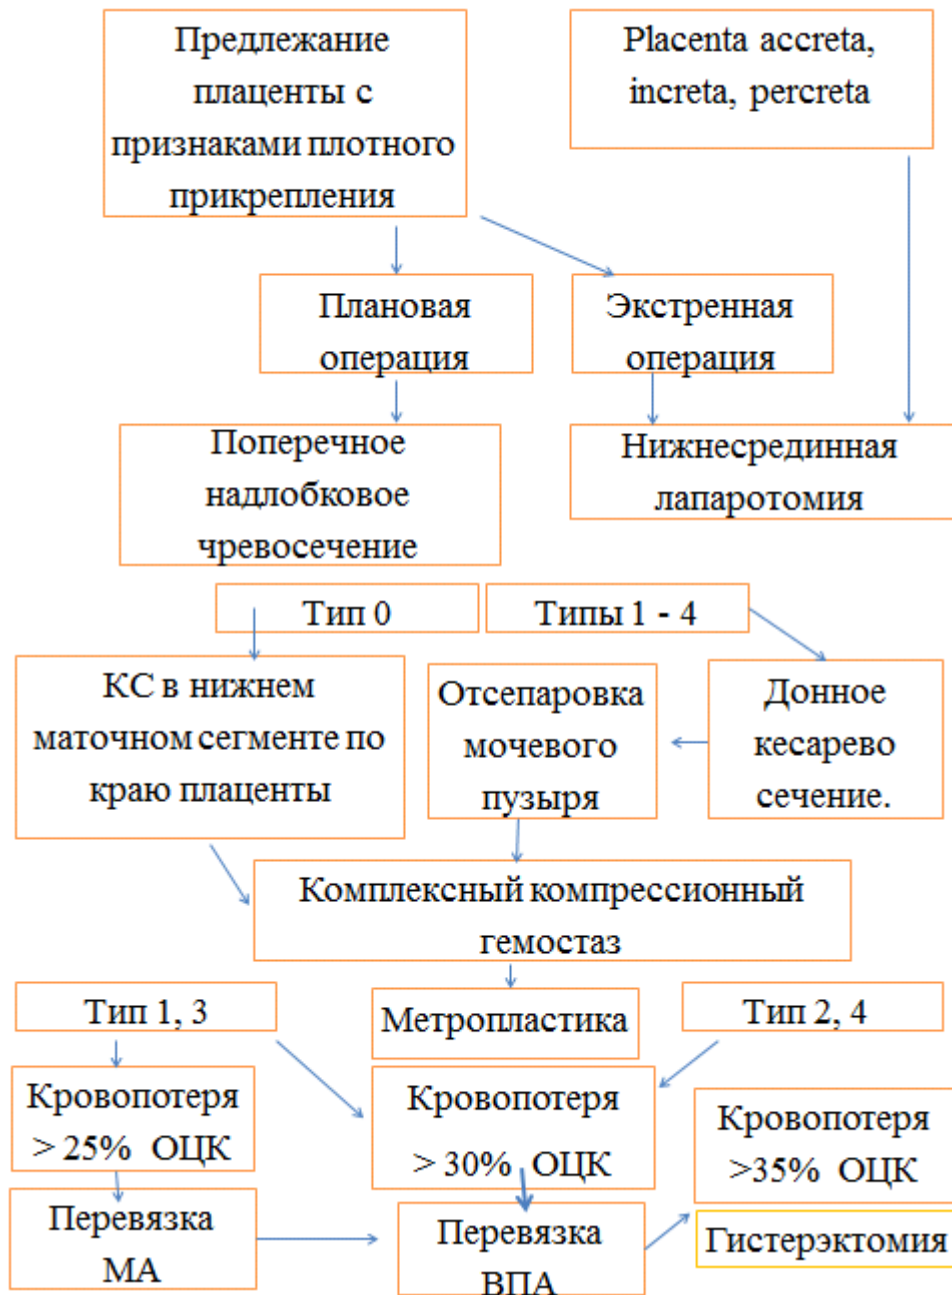 Предлежание
плаценты с
признаками плотного
прикрепления
Placenta accreta,
increta, percreta
Плановая
операция
Экстренная
операция
Поперечное
надлобковое
чревосечение
Нижнесрединная
лапаротомия
Тип 0
Типы 1 - 4
КС в нижнем
маточном сегменте по
краю плаценты
Отсепаровка
мочевого
пузыря
Донное
кесарево
сечение.
Комплексный компрессионный
гемостаз
Тип 1, 3
Метропластика
Тип 2, 4
Кровопотеря
> 25% ОЦК
Кровопотеря
> 30% ОЦК
Кровопотеря
>35% ОЦК
Перевязка
МА
Перевязка
ВПА
Гистерэктомия